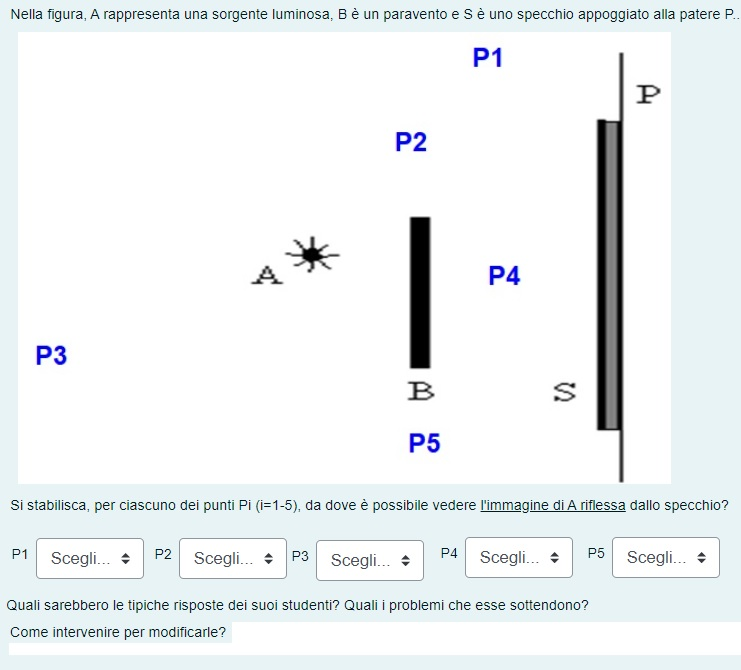 Nella figura, A rappresenta una sorgente luminosa, B è un paravento e S è uno specchio appoggiato alla patere P..
P1
P
P2
A
P4
P3
B
S
P5
Si stabilisca, per ciascuno dei punti Pi (i=1-5), da dove è possibile vedere l'immagine di A riflessa dallo specchio?
P1 Scegli... P2 Scegli... P3 Scegli... P4 Scegli... P5 Scegli...
Quali sarebbero le tipiche risposte dei suoi studenti? Quali i problemi che esse sottendono?
Come intervenire per modificarle?